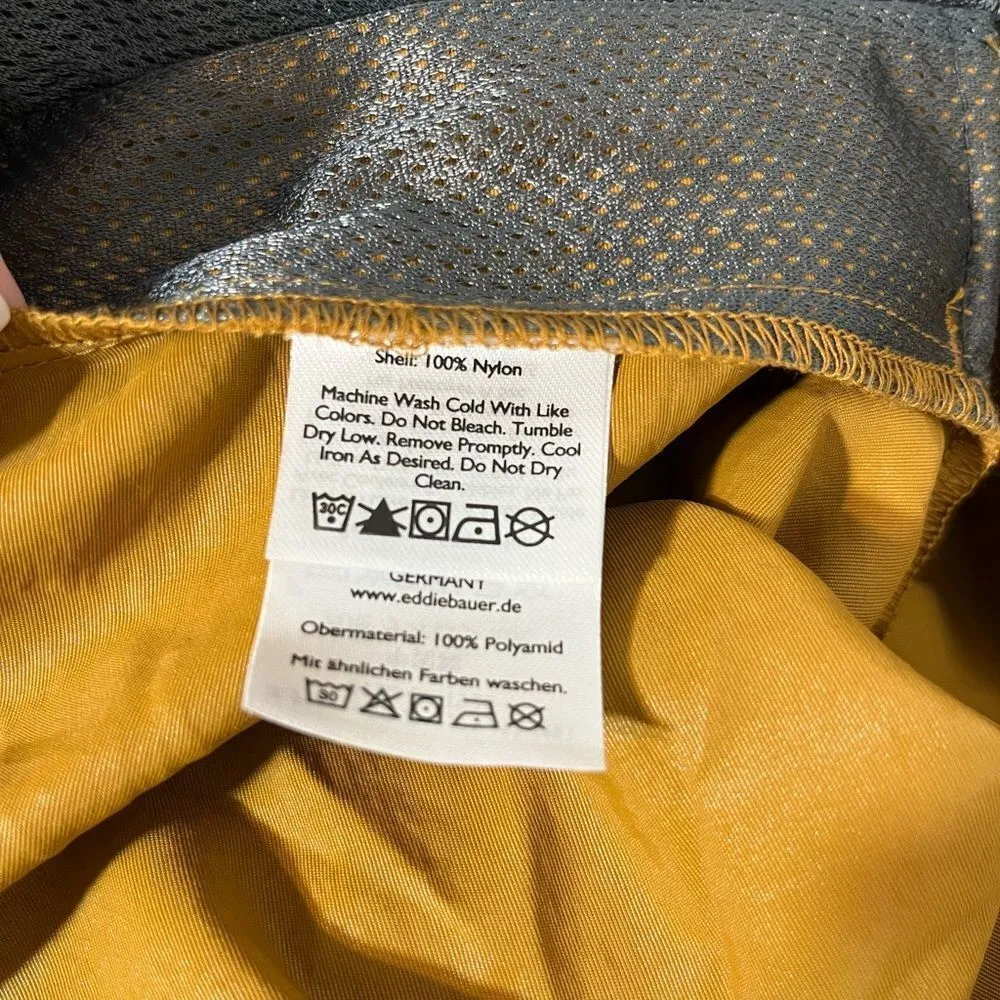 Shell: 100% Nylon
Machine Wash Cold With Like
Colors. Do Not Bleach. Tumble
Dry Low. Remove Promptly. Cool
Iron As Desired. Do Not Dry
Clean.
30C
GERMANY
www.eddiebauer.de
Obermaterial: 100% Polyamid
Mit ähnlichen Farben waschen.